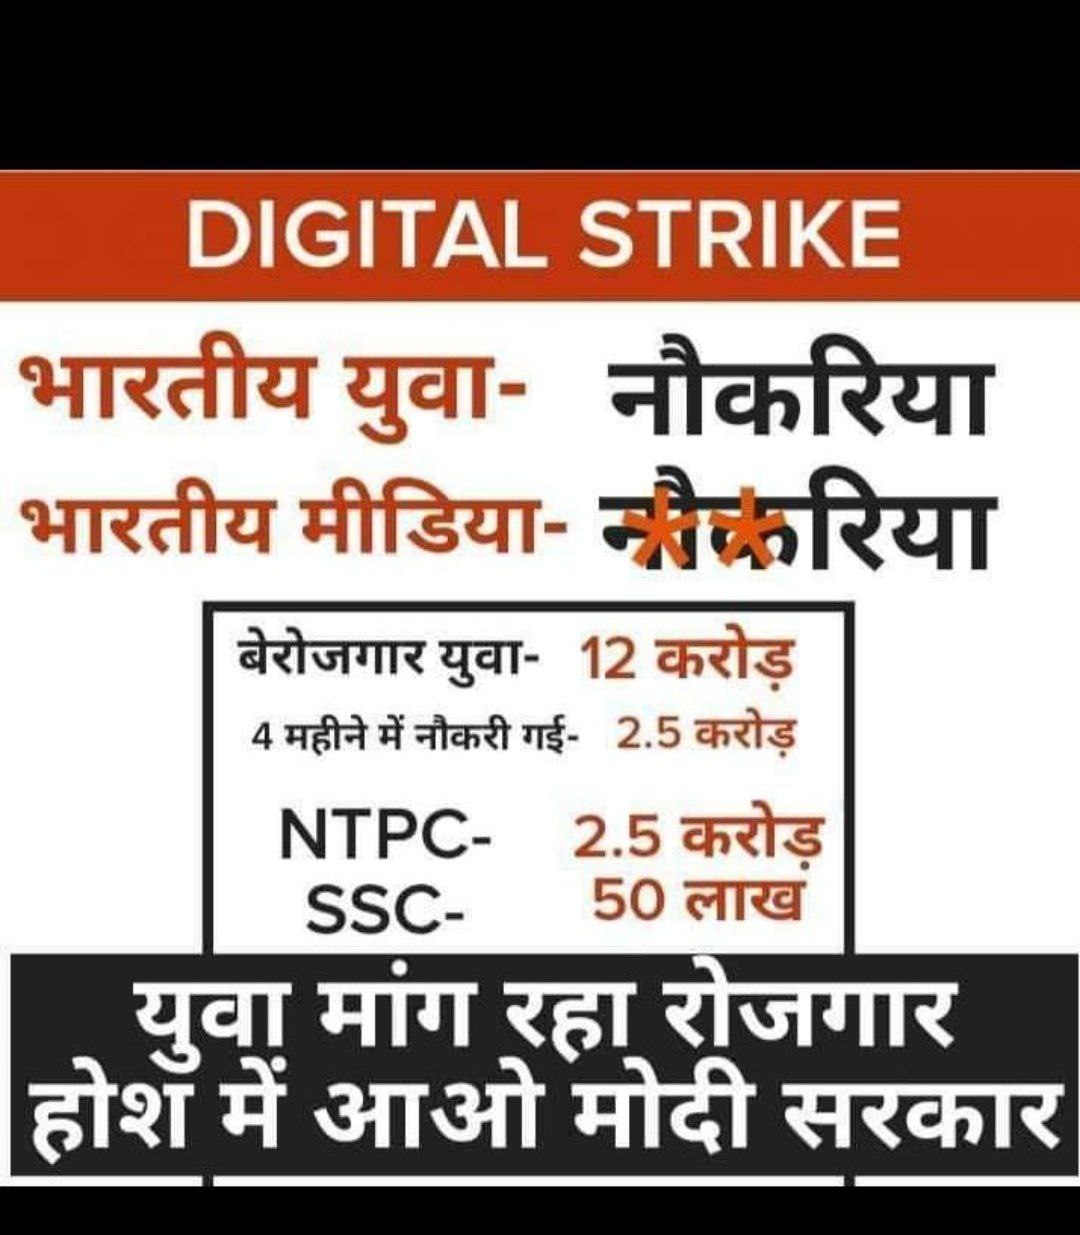 DIGITAL STRIKE
भारतीय युवा- नौकरिया
भारतीय मीडिया- **रिया
बेरोजगार युवा- 12 करोड़
4 महीने में नौकरी गई- 2.5 करोड़
NTPC- 2.5 करोड़
SSC- 50 लाख
युवा मांग रहा रोजगार
होश में आओ मोदी सरकार